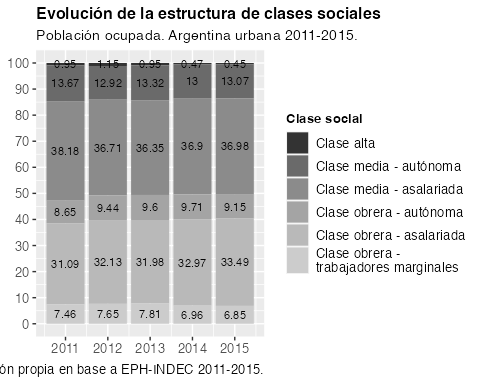 Evolución de la estructura de clases sociales
Población ocupada. Argentina urbana 2011-2015.
100
90
80
70
60
50
40
30
20
10
0
0.95 1.15 0.95 0.47 0.45
13.67 12.92 13.32 13 13.07
38.18 36.71 36.35 36.9 36.98
8.65 9.44 9.6 9.71 9.15
31.09 32.13 31.98 32.97 33.49
7.46 7.65 7.81 6.96 6.85
2011 2012 2013 2014 2015
Clase social
Clase alta
Clase media - autónoma
Clase media - asalariada
Clase obrera - autónoma
Clase obrera - asalariada
Clase obrera -
trabajadores marginales
ón propia en base a EPH-INDEC 2011-2015.